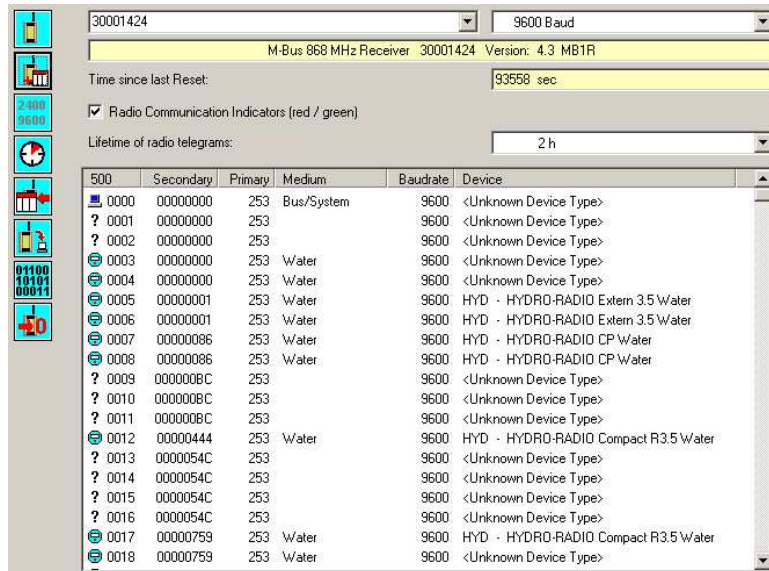 30001424 9600 Baud
M-Bus 868 MHz Receiver 30001424 Version: 4.3 MB1R
Time since last Reset: 93558 sec
Radio Communication Indicators (red / green)
2400
9600
Lifetime of radio telegrams: 2 h
500 Secondary Primary Medium Baudrate Device
0000 00000000 253 Bus/System 9600 <Unknown Device Type>
? 0001 00000000 253 9600 <Unknown Device Type>
? 0002 00000000 253 9600 <Unknown Device Type>
0003 00000000 253 Water 9600 <Unknown Device Type>
0004 00000000 253 Water 9600 <Unknown Device Type>
0005 00000001 253 Water 9600 HYD - HYDRO-RADIO Extern 3.5 Water
0006 00000001 253 Water 9600 HYD - HYDRO-RADIO Extern 3.5 Water
0007 00000086 253 Water 9600 HYD - HYDRO-RADIO CP Water
0008 00000086 253 Water 9600 HYD - HYDRO-RADIO CP Water
? 0009 000000BC 253 9600 <Unknown Device Type>
? 0010 000000BC 253 9600 <Unknown Device Type>
? 0011 000000BC 253 9600 <Unknown Device Type>
0012 00000444 253 Water 9600 HYD - HYDRO-RADIO Compact R3.5 Water
? 0013 0000054C 253 9600 <Unknown Device Type>
? 0014 0000054C 253 9600 <Unknown Device Type>
? 0015 0000054C 253 9600 <Unknown Device Type>
? 0016 0000054C 253 9600 <Unknown Device Type>
0017 00000759 253 Water 9600 HYD - HYDRO-RADIO Compact R3.5 Water
0018 00000759 253 Water 9600 <Unknown Device Type>
01100
10101
00011
0